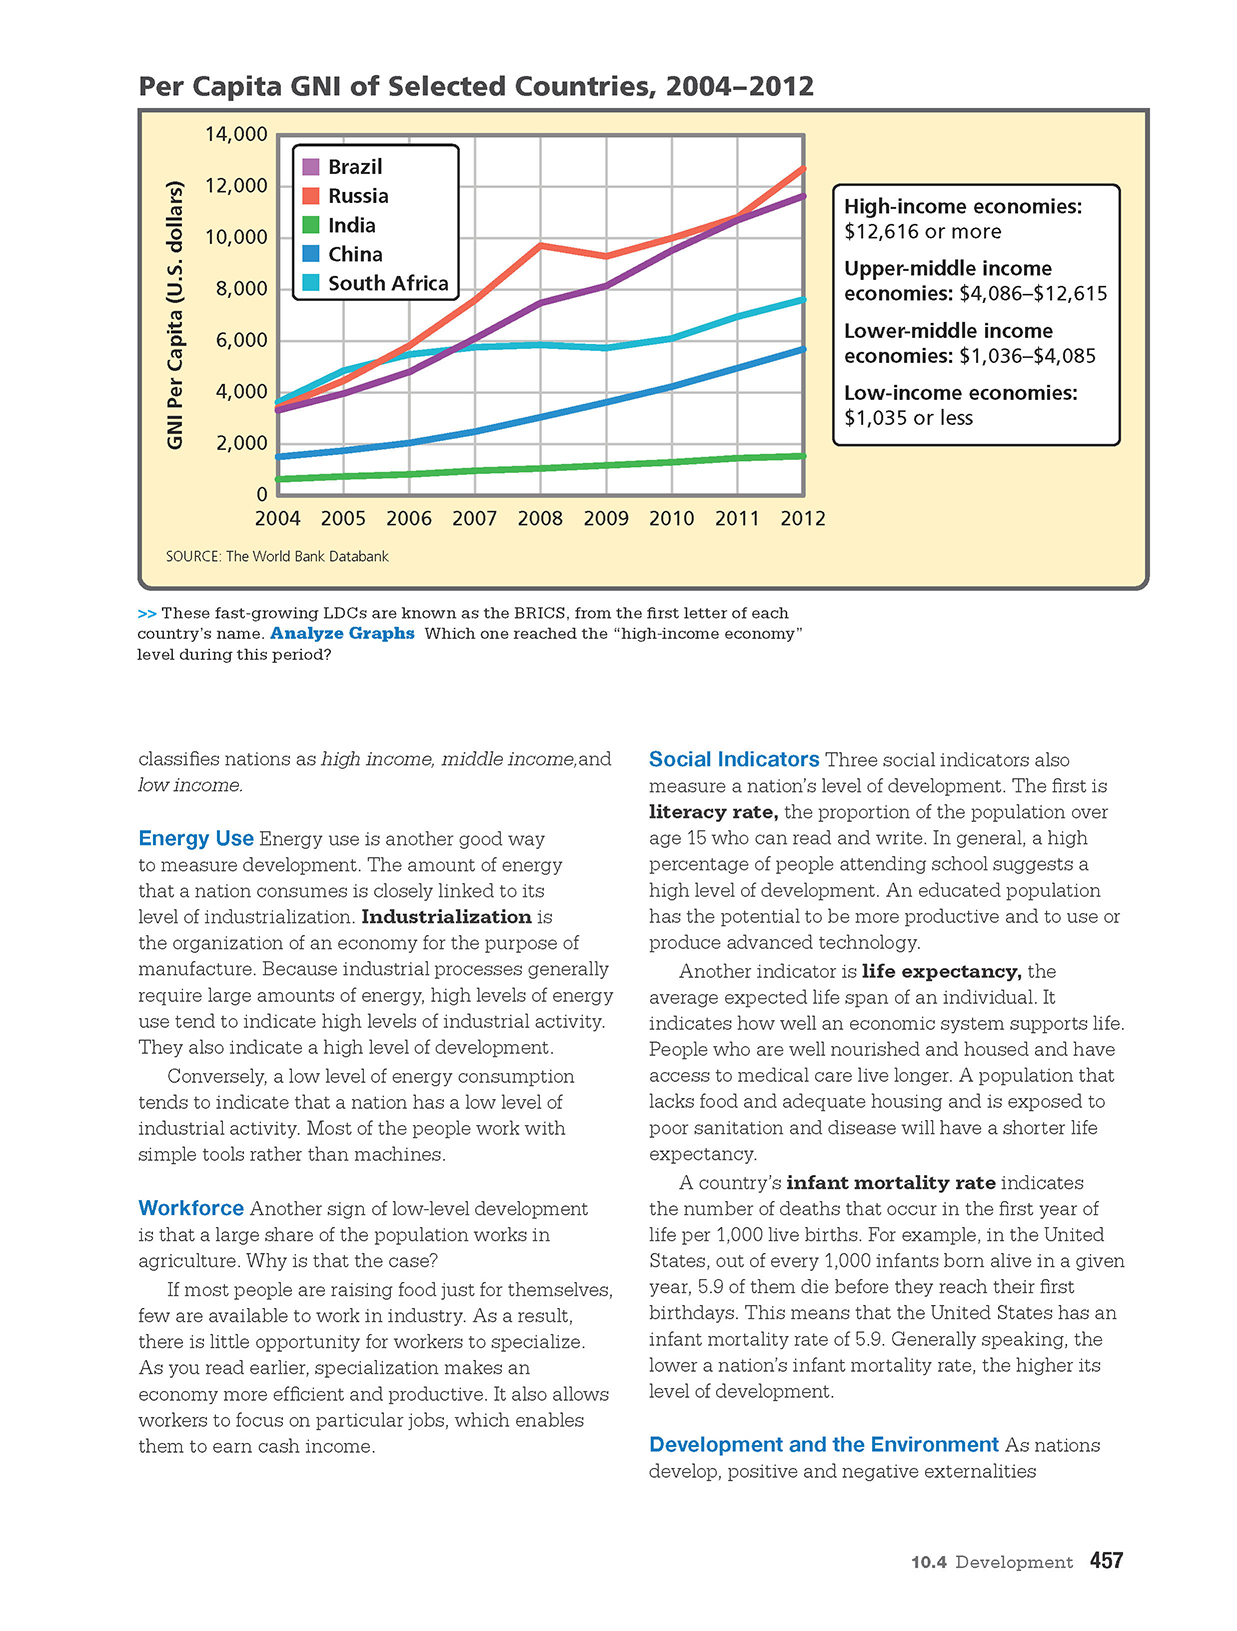 Per Capita GNI of Selected Countries, 2004–2012
GNI Per Capita (U.S. dollars)
14,000
12,000
10,000
8,000
6,000
4,000
2,000
0
Brazil
Russia
India
China
South Africa
2004 2005 2006 2007 2008 2009 2010 2011 2012
High-income economies:
$12,616 or more
Upper-middle income
economies: $4,086–$12,615
Lower-middle income
economies: $1,036–$4,085
Low-income economies:
$1,035 or less
SOURCE: The World Bank Databank
>> These fast-growing LDCs are known as the BRICS, from the first letter of each
country’s name. Analyze Graphs Which one reached the “high-income economy”
level during this period?
classifies nations as high income, middle income,and
low income.
Energy Use Energy use is another good way
to measure development. The amount of energy
that a nation consumes is closely linked to its
level of industrialization. Industrialization is
the organization of an economy for the purpose of
manufacture. Because industrial processes generally
require large amounts of energy, high levels of energy
use tend to indicate high levels of industrial activity.
They also indicate a high level of development.
Conversely, a low level of energy consumption
tends to indicate that a nation has a low level of
industrial activity. Most of the people work with
simple tools rather than machines.
Workforce Another sign of low-level development
is that a large share of the population works in
agriculture. Why is that the case?
If most people are raising food just for themselves,
few are available to work in industry. As a result,
there is little opportunity for workers to specialize.
As you read earlier, specialization makes an
economy more efficient and productive. It also allows
workers to focus on particular jobs, which enables
them to earn cash income.
Social Indicators Three social indicators also
measure a nation’s level of development. The first is
literacy rate, the proportion of the population over
age 15 who can read and write. In general, a high
percentage of people attending school suggests a
high level of development. An educated population
has the potential to be more productive and to use or
produce advanced technology.
Another indicator is life expectancy, the
average expected life span of an individual. It
indicates how well an economic system supports life.
People who are well nourished and housed and have
access to medical care live longer. A population that
lacks food and adequate housing and is exposed to
poor sanitation and disease will have a shorter life
expectancy.
A country’s infant mortality rate indicates
the number of deaths that occur in the first year of
life per 1,000 live births. For example, in the United
States, out of every 1,000 infants born alive in a given
year, 5.9 of them die before they reach their first
birthdays. This means that the United States has an
infant mortality rate of 5.9. Generally speaking, the
lower a nation’s infant mortality rate, the higher its
level of development.
Development and the Environment As nations
develop, positive and negative externalities
10.4 Development 457